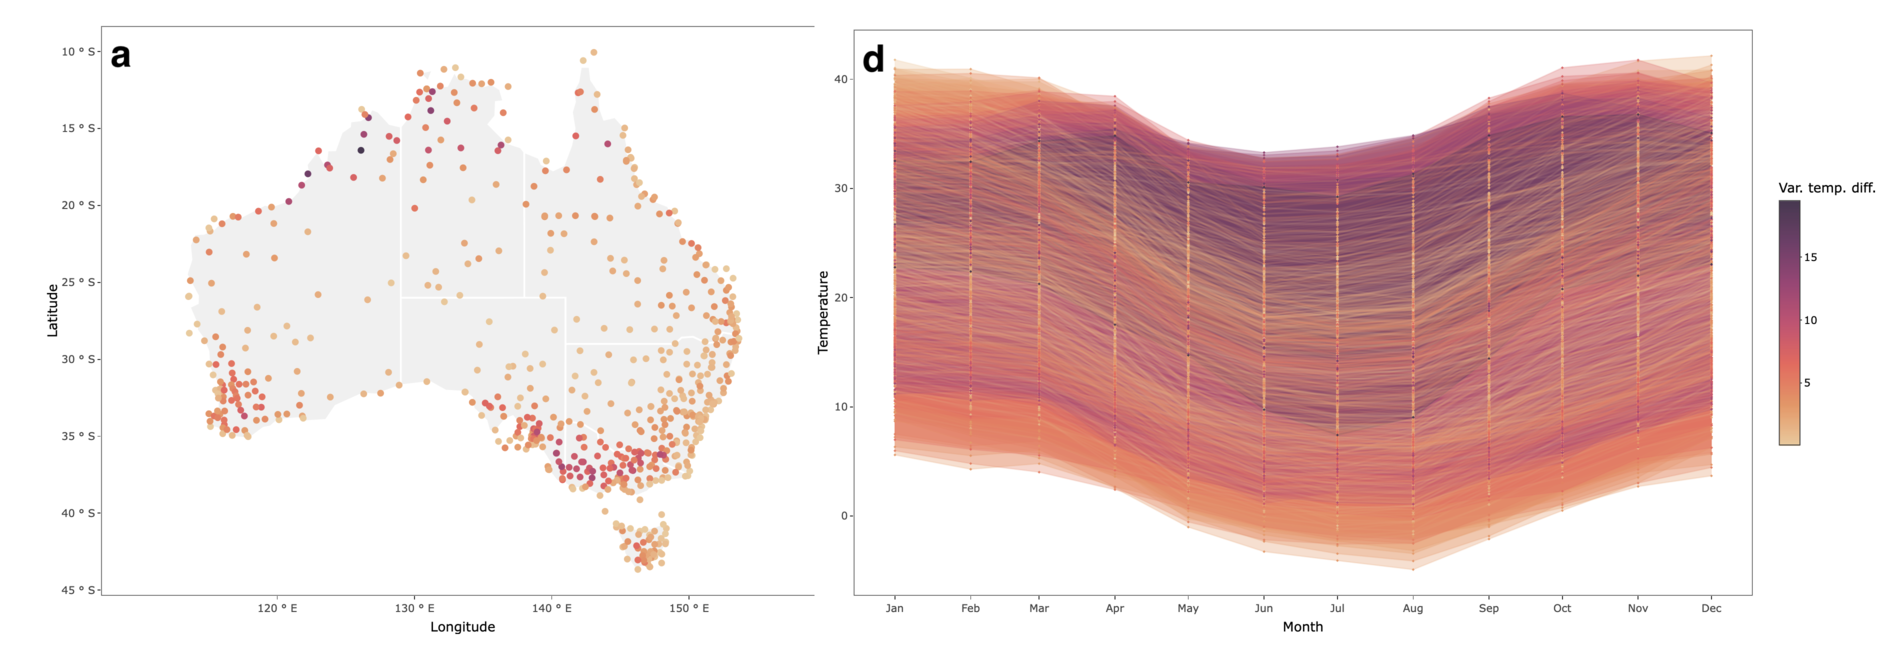 a
10 ° S
15 ° S
20 ° S
25 ° S
30 ° S
35 ° S
40 ° S
45 ° S
Latitude
120 ° E
130 ° E
140 ° E
150 ° E
Longitude
d
40
30
20
10
0
Temperature
Jan
Feb
Mar
Apr
May
Jun
Jul
Aug
Sep
Oct
Nov
Dec
Month
Var. temp. diff.
15
10
5